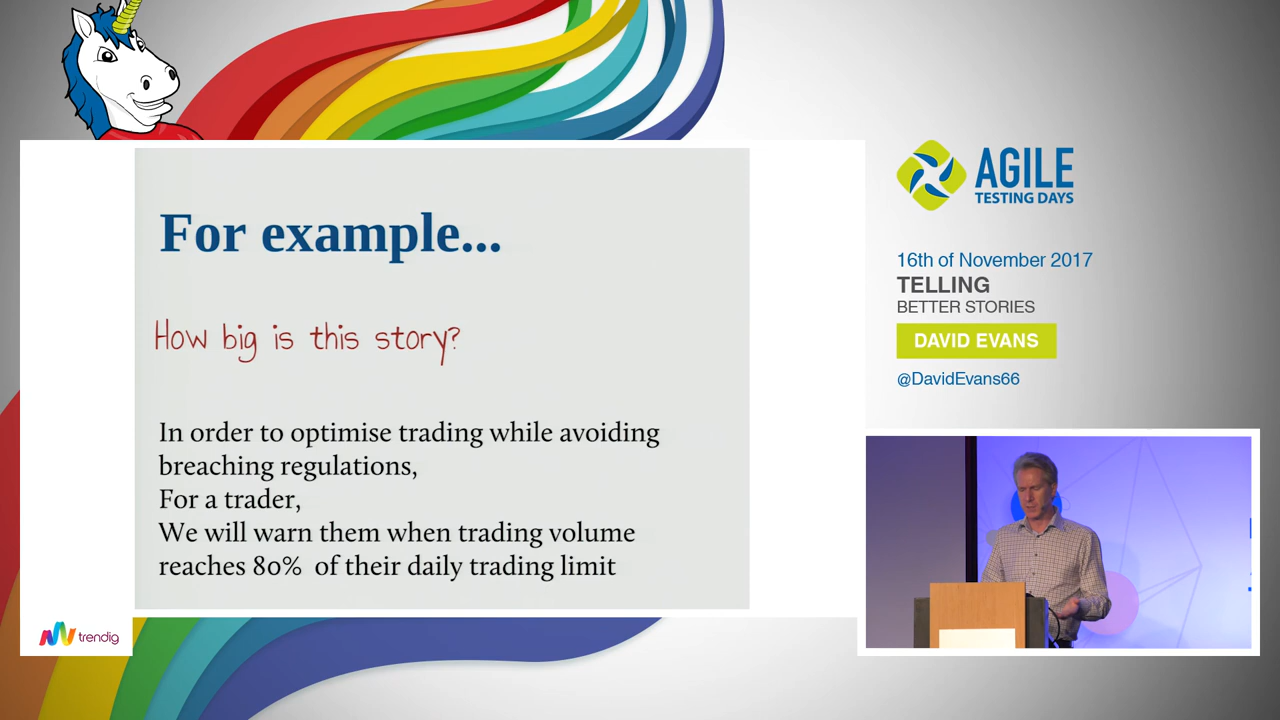 For example...
How big is this story?
In order to optimise trading while avoiding
breaching regulations,
For a trader,
We will warn them when trading volume
reaches 80% of their daily trading limit
trendig
AGILE
TESTING DAYS
16th of November 2017
TELLING
BETTER STORIES
DAVID EVANS
@DavidEvans66